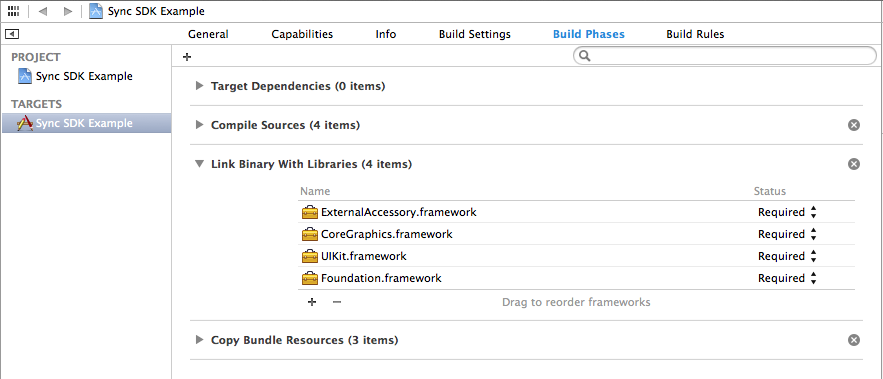 Sync SDK Example
General Capabilities Info Build Settings Build Phases Build Rules
PROJECT
Sync SDK Example
TARGETS
Sync SDK Example
Target Dependencies (0 items)
Compile Sources (4 items)
Link Binary With Libraries (4 items)
Name Status
ExternalAccessory.framework Required
CoreGraphics.framework Required
UIKit.framework Required
Foundation.framework Required
+ − Drag to reorder frameworks
Copy Bundle Resources (3 items)